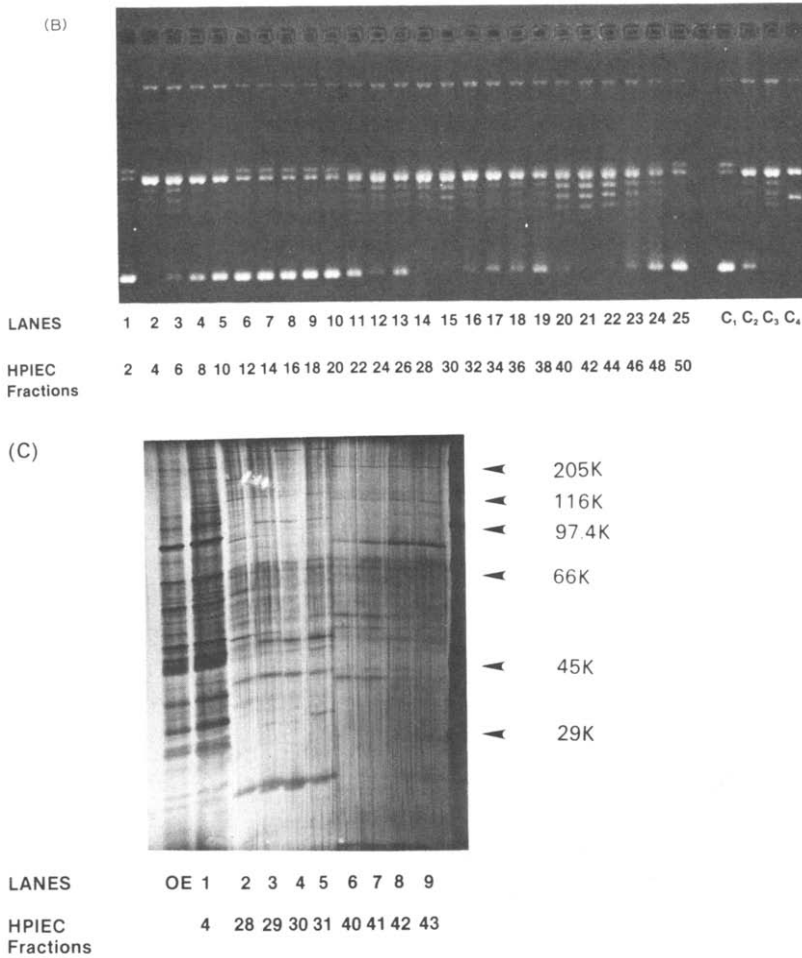 (B)
LANES 1 2 3 4 5 6 7 8 9 10 11 12 13 14 15 16 17 18 19 20 21 22 23 24 25 C₁ C₂ C₃ C₄
HPIEC 2 4 6 8 10 12 14 16 18 20 22 24 26 28 30 32 34 36 38 40 42 44 46 48 50
Fractions
(C)
205K
116K
97.4K
66K
45K
29K
LANES OE 1 2 3 4 5 6 7 8 9
HPIEC 4 28 29 30 31 40 41 42 43
Fractions